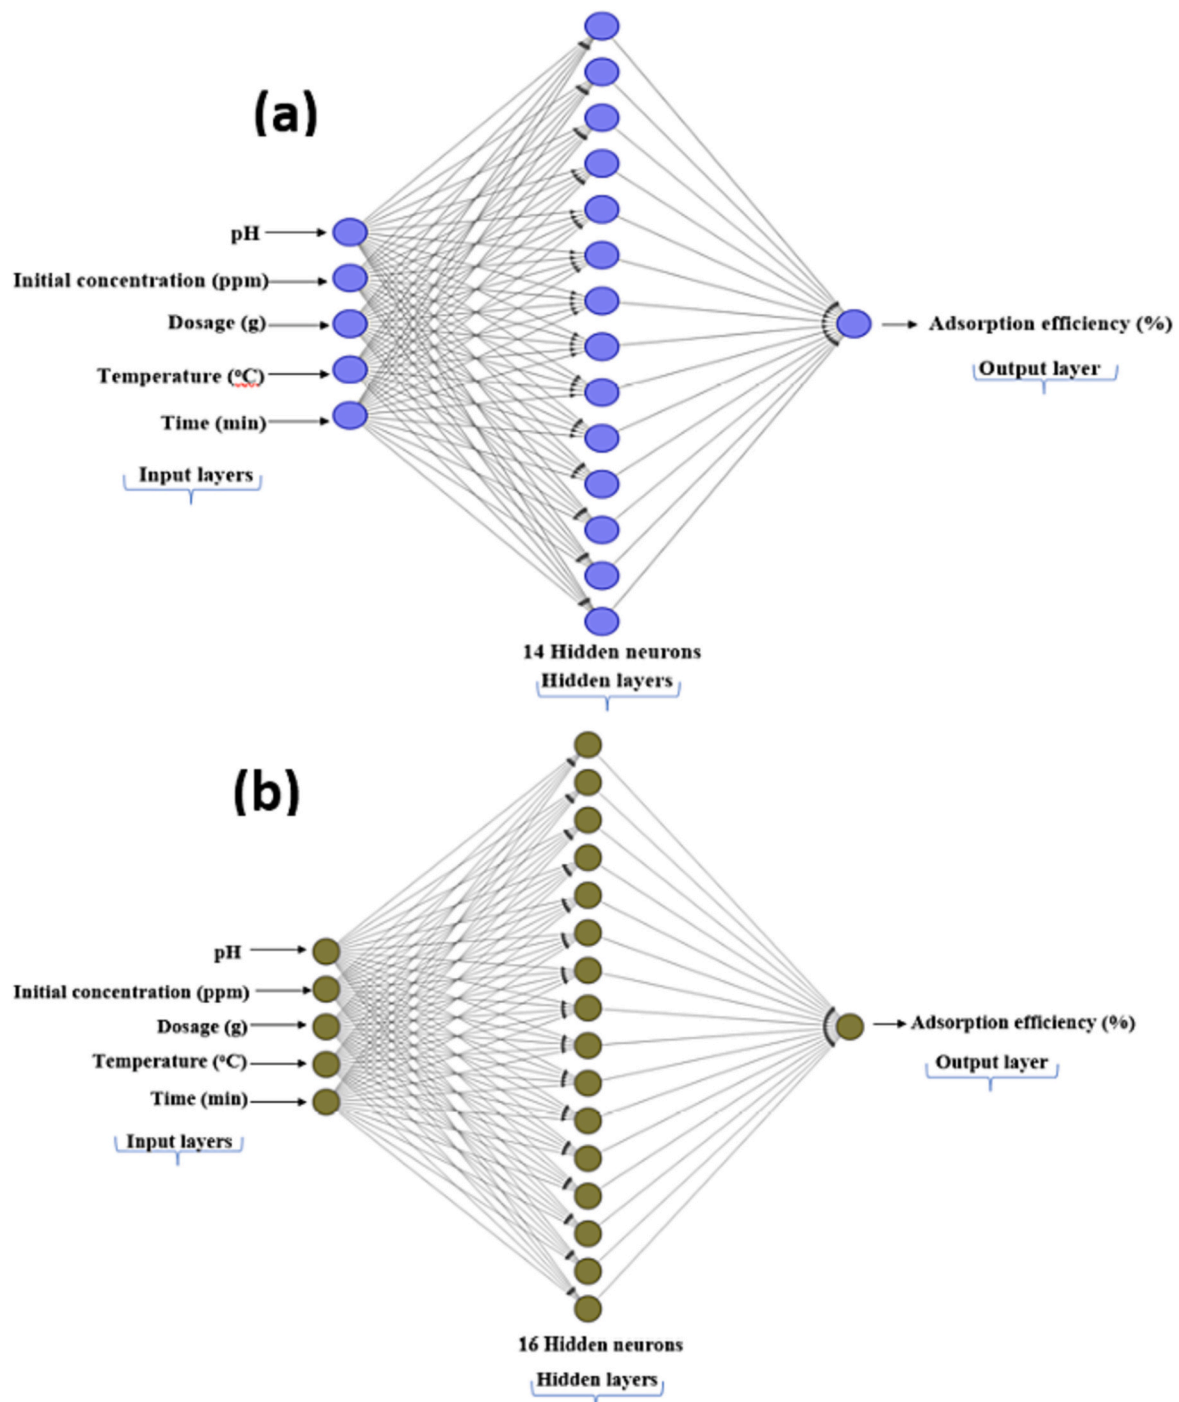 (a)
pH
Initial concentration (ppm)
Dosage (g)
Temperature (°C)
Time (min)
Input layers
Adsorption efficiency (%)
Output layer
14 Hidden neurons
Hidden layers
(b)
pH
Initial concentration (ppm)
Dosage (g)
Temperature (°C)
Time (min)
Input layers
Adsorption efficiency (%)
Output layer
16 Hidden neurons
Hidden layers